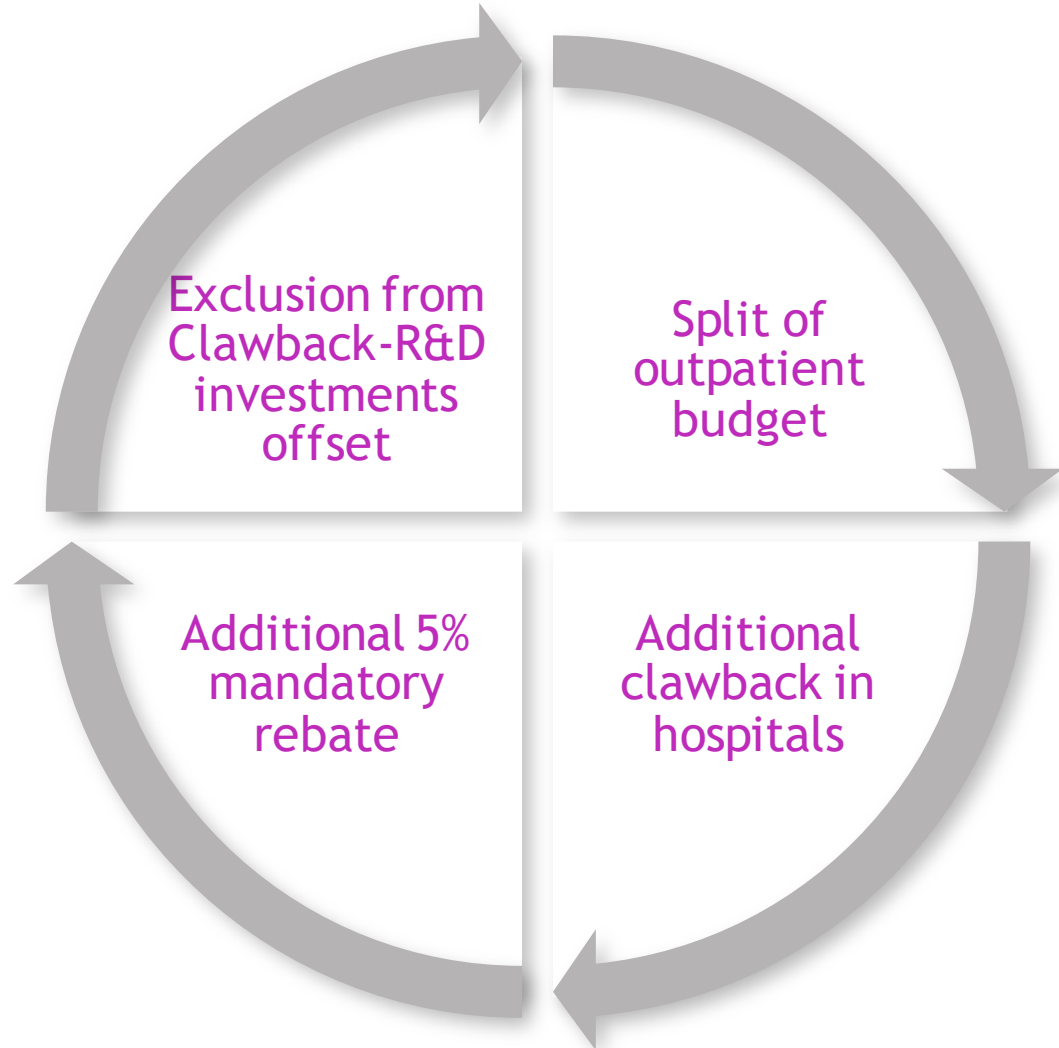 Exclusion from
Clawback-R&D
investments
offset
Split of
outpatient
budget
Additional 5%
mandatory
rebate
Additional
clawback in
hospitals